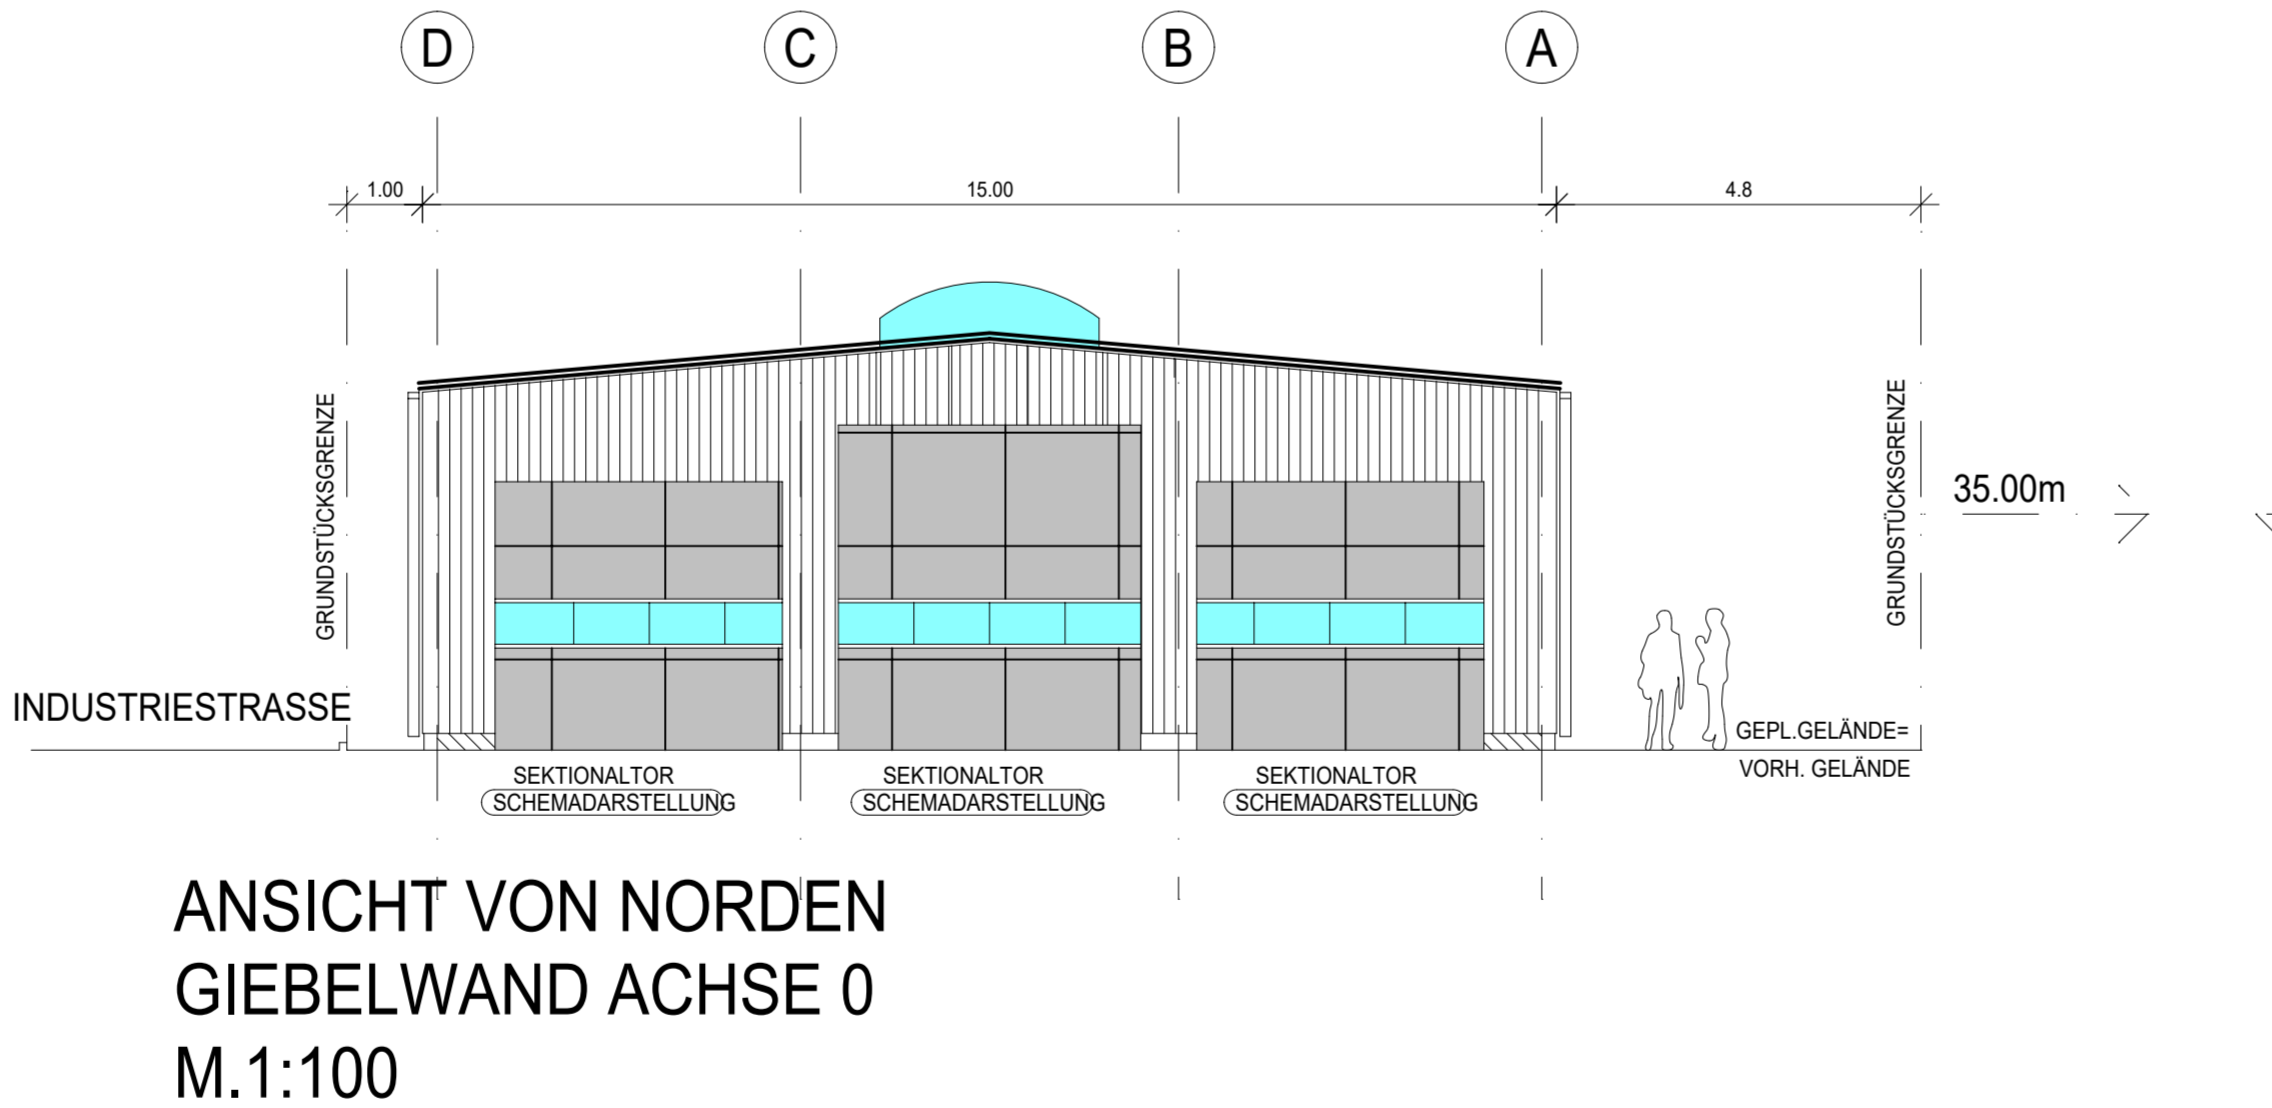 D
C
B
A
1.00
15.00
4.8
GRUNDSTÜCKSGRENZE
GRUNDSTÜCKSGRENZE
35.00m
INDUSTRIESTRASSE
GEPL.GELÄNDE=
VORH. GELÄNDE
SEKTIONALTOR
SCHEMADARSTELLUNG
SEKTIONALTOR
SCHEMADARSTELLUNG
SEKTIONALTOR
SCHEMADARSTELLUNG
ANSICHT VON NORDEN
GIEBELWAND ACHSE 0
M.1:100